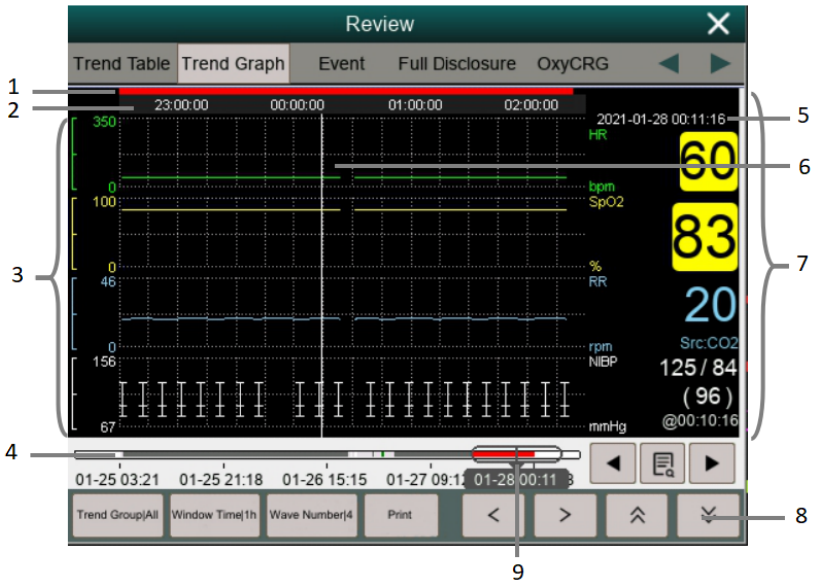 Review
Trend Table Trend Graph Event Full Disclosure OxyCRG
1
2
23:00:00 00:00:00 01:00:00 02:00:00
2021-01-28 00:11:16
5
350
HR
60
6
0
bpm
100
SpO2
83
7
3
0
%
46
RR
20
0
rpm
Src:CO2
156
NIBP
125 / 84
( 96 )
67
mmHg
@00:10:16
4
01-25 03:21 01-25 21:18 01-26 15:15 01-27 09:1 01-28 00:11
Trend Group|All Window Time|1h Wave Number|4 Print < >
8
9